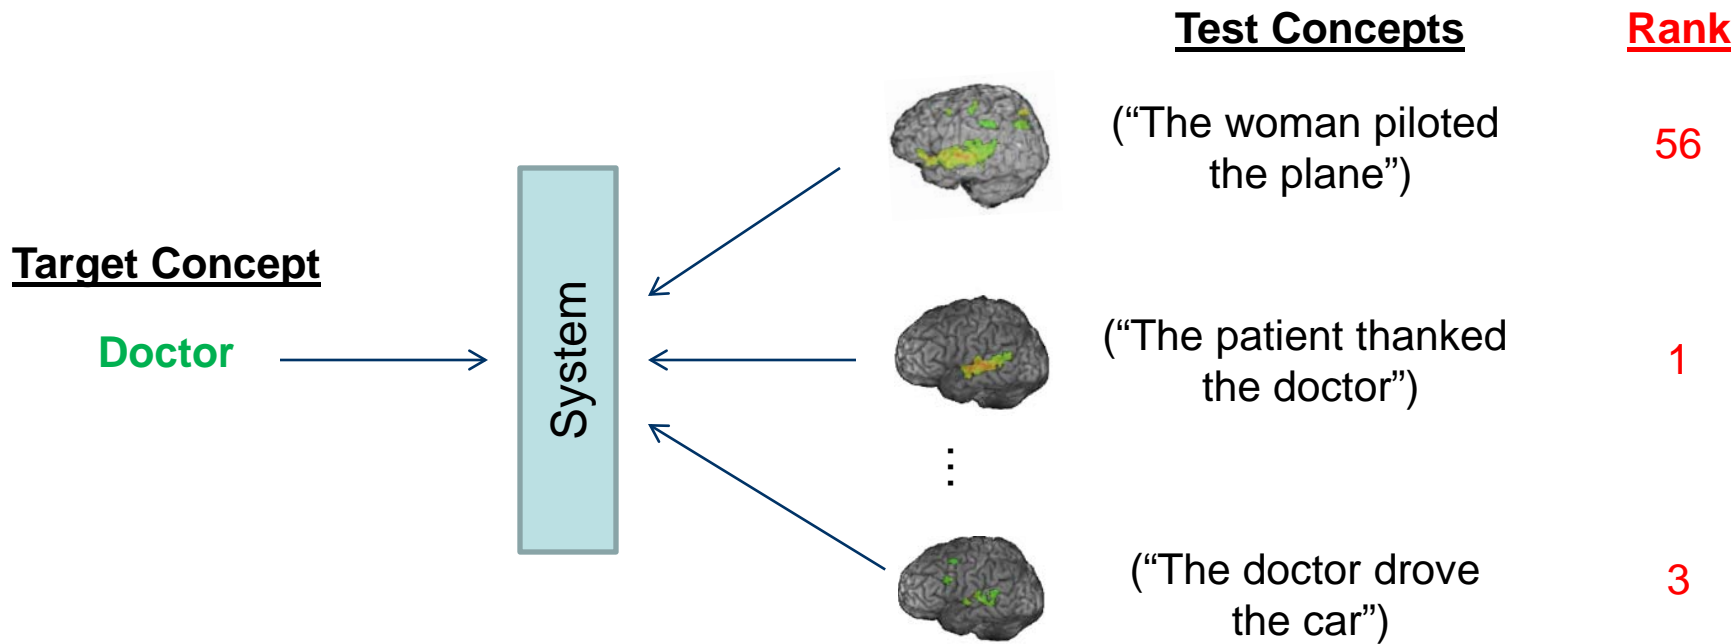 Test Concepts
Rank
(“The woman piloted
the plane”)
56
Target Concept
Doctor
System
(“The patient thanked
the doctor”)
1
...
(“The doctor drove
the car”)
3